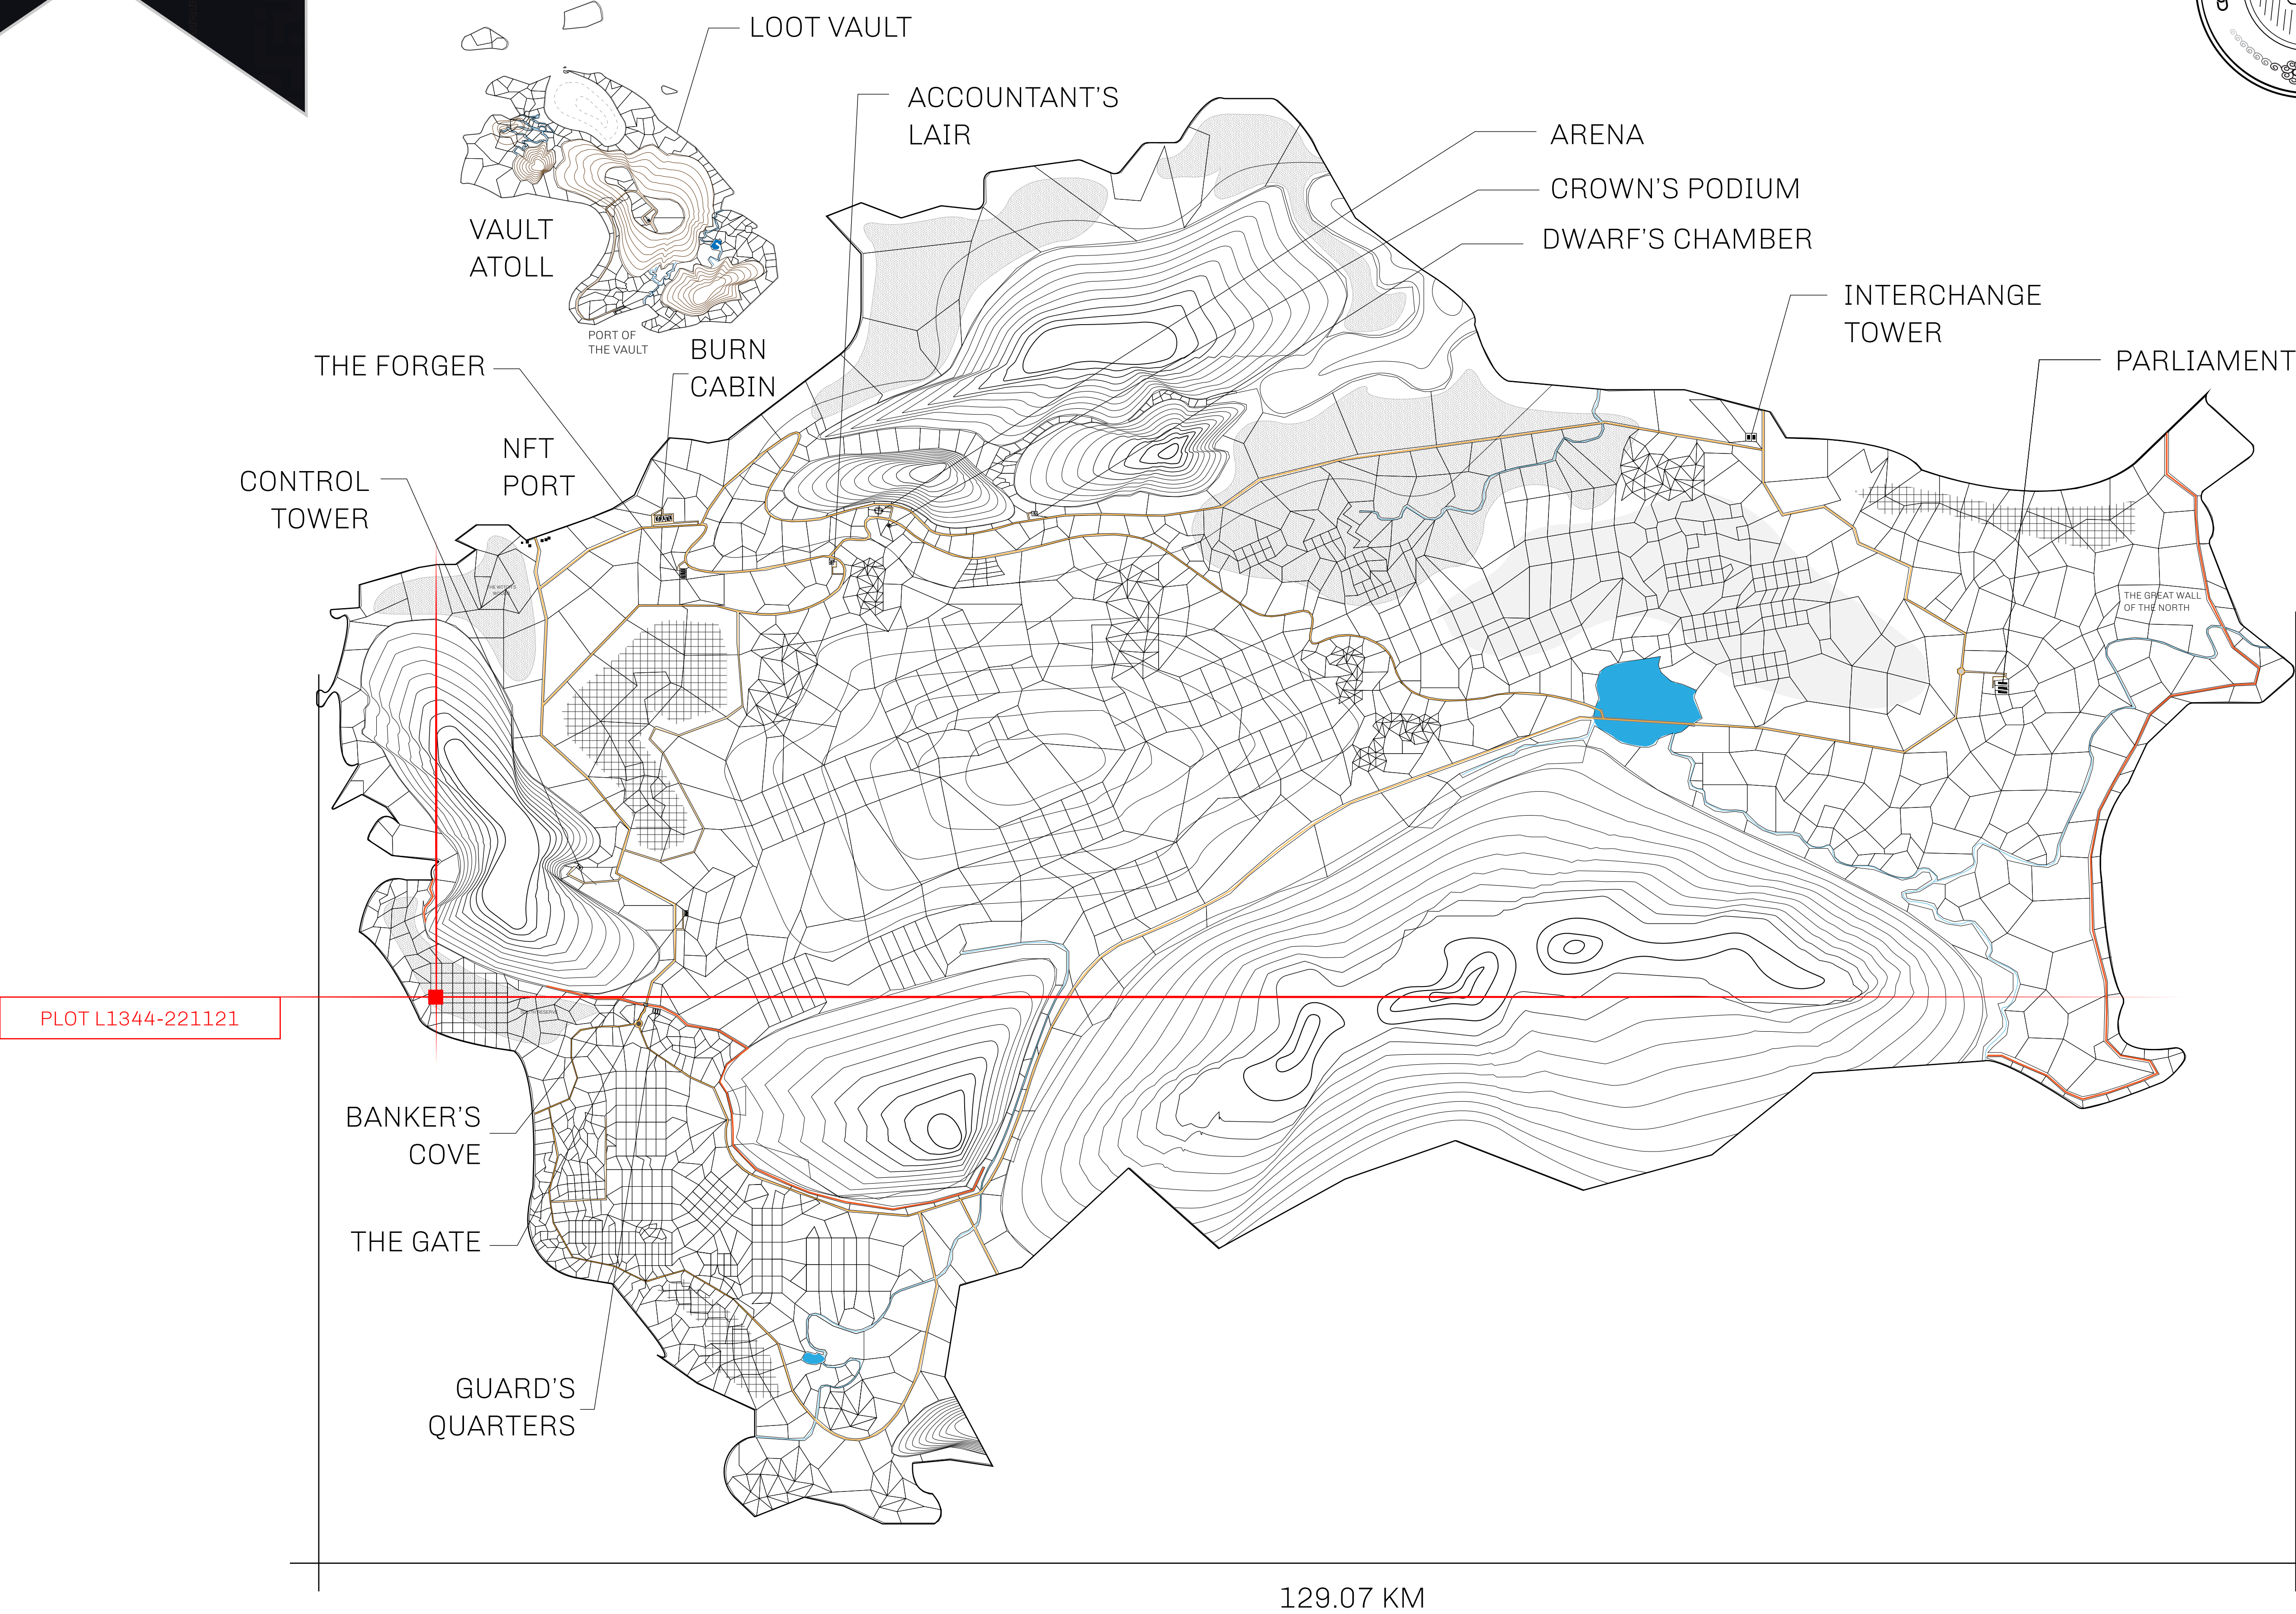 LOOT VAULT
ACCOUNTANT'S
LAIR
ARENA
CROWN'S PODIUM
DWARF'S CHAMBER
VAULT
ATOLL
INTERCHANGE
TOWER
PORT OF
THE VAULT
BURN
CABIN
PARLIAMENT
THE FORGER
NFT
PORT
CONTROL
TOWER
THE GREAT WALL
OF THE NORTH
PLOT L1344-221121
BANKER'S
COVE
THE GATE
GUARD'S
QUARTERS
129.07 KM